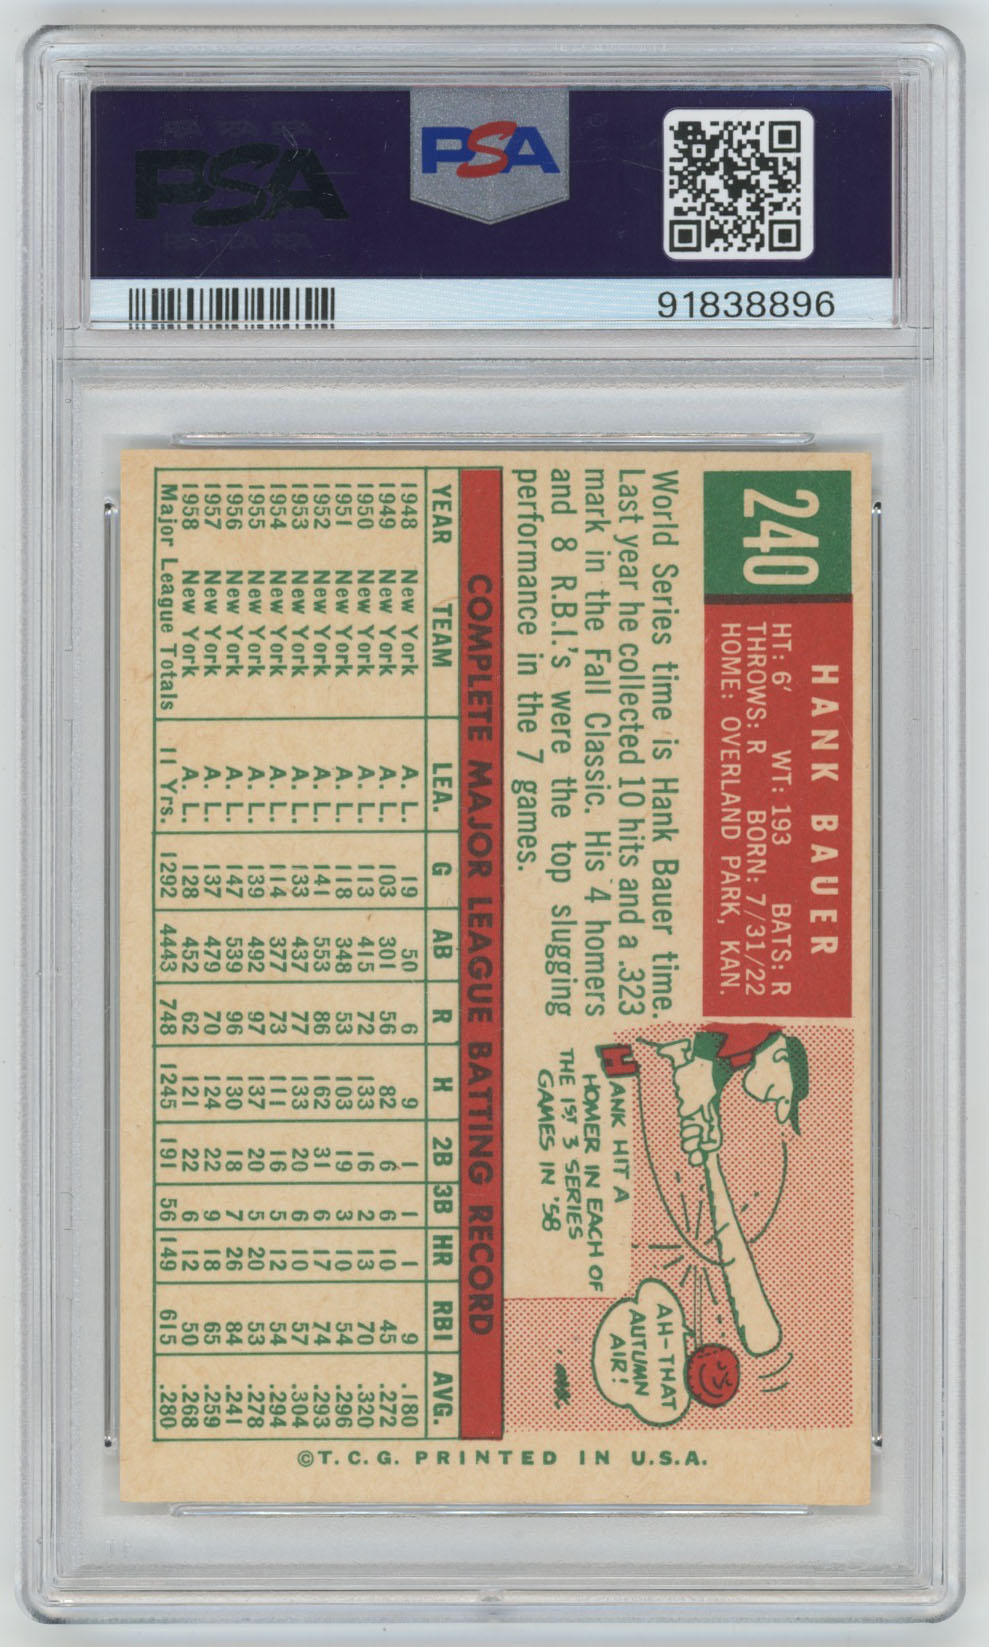 PSA
PSA
91838896
240
HANK BAUER
HT: 6' WT: 193 BATS: R
THROWS: R BORN: 7/31/22
HOME: OVERLAND PARK, KAN.
World Series time is Hank Bauer time.
Last year he collected 10 hits and a .323
mark in the Fall Classic. His 4 homers
and 8 R.B.I.'s were the top slugging
performance in the 7 games.
HANK HIT A
HOMER IN EACH OF
THE 1ST 3 SERIES
GAMES IN '58
AH-THAT
AUTUMN
AIR!
COMPLETE MAJOR LEAGUE BATTING RECORD
YEAR TEAM LEA. G AB R H 2B 3B HR RBI AVG.
1948 New York A. L. 19 50 6 9 1 1 1 9 .180
1949 New York A. L. 103 301 56 82 6 6 10 45 .272
1950 New York A. L. 113 415 72 133 16 2 13 70 .320
1951 New York A. L. 118 348 53 103 19 3 10 54 .296
1952 New York A. L. 141 553 86 162 31 6 17 74 .293
1953 New York A. L. 133 437 77 133 20 6 10 57 .304
1954 New York A. L. 114 377 73 111 16 5 12 54 .294
1955 New York A. L. 139 492 97 137 20 5 20 53 .278
1956 New York A. L. 147 539 96 130 18 7 26 84 .241
1957 New York A. L. 137 479 70 124 22 9 18 65 .259
1958 New York A. L. 128 452 62 121 22 6 12 50 .268
Major League Totals 11 Yrs. 1292 4443 748 1245 191 56 149 615 .280
©T. C. G. PRINTED IN U.S.A.